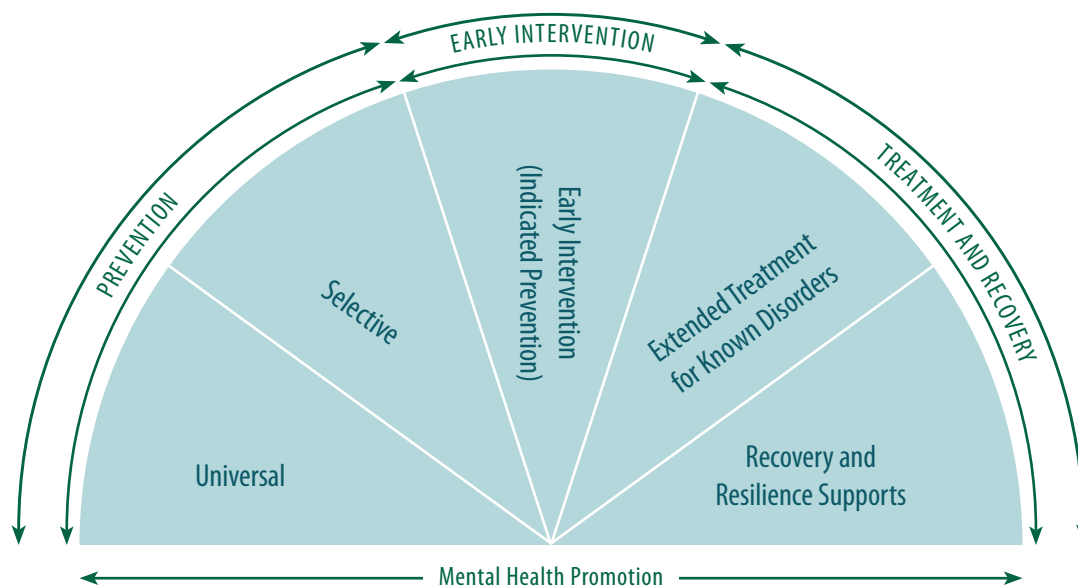 EARLY INTERVENTION
PREVENTION
TREATMENT AND RECOVERY
Universal
Selective
Early Intervention
(Indicated Prevention)
Extended Treatment
for Known Disorders
Recovery and
Resilience Supports
Mental Health Promotion